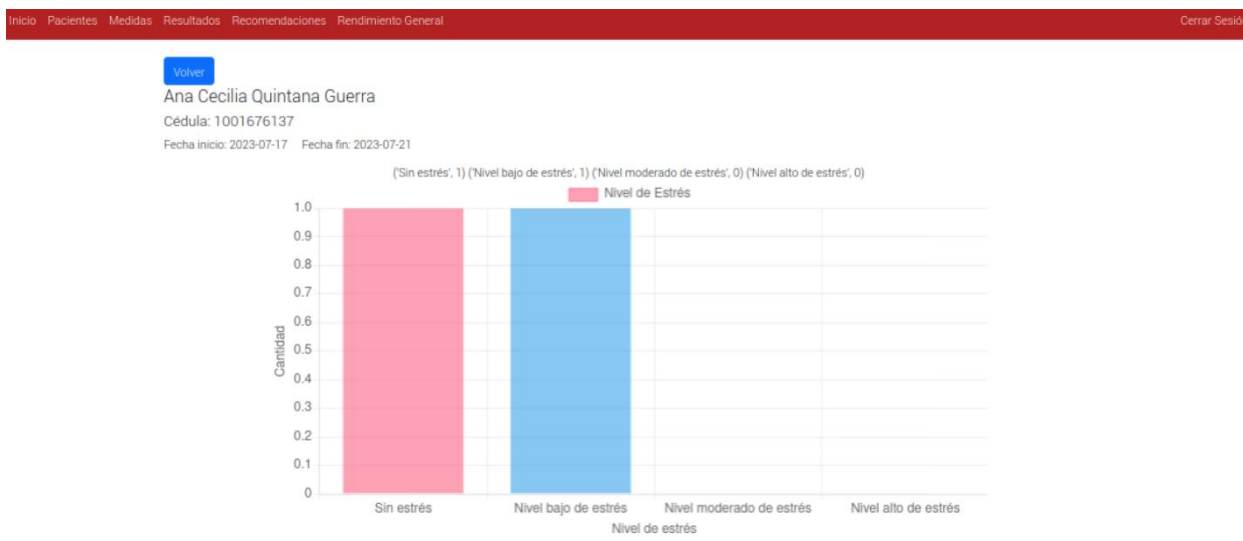 Inicio Pacientes Medidas Resultados Recomendaciones Rendimiento General Cerrar
Volver
Ana Cecilia Quintana Guerra
Cédula: 1001676137
Fecha inicio: 2023-07-17 Fecha fin: 2023-07-21
('Sin estrés', 1) ('Nivel bajo de estrés', 1) ('Nivel moderado de estrés', 0) ('Nivel alto de estrés', 0)
Nivel de Estrés
1.0
0.9
0.8
0.7
0.6
0.5
0.4
0.3
0.2
0.1
0
Cantidad
Sin estrés Nivel bajo de estrés Nivel moderado de estrés Nivel alto de estrés
Nivel de estrés